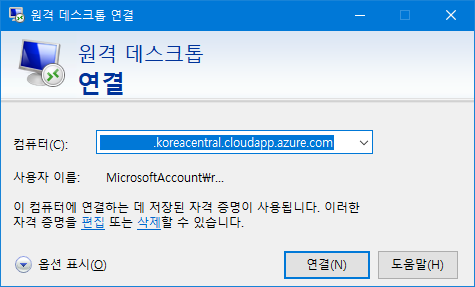 원격 데스크톱 연결
원격 데스크톱
연결
컴퓨터(C):
.koreacentral.cloudapp.azure.com
사용자 이름:
MicrosoftAccount₩r...
이 컴퓨터에 연결하는 데 저장된 자격 증명이 사용됩니다. 이러한
자격 증명을 편집 또는 삭제할 수 있습니다.
옵션 표시(O)
연결(N)
도움말(H)